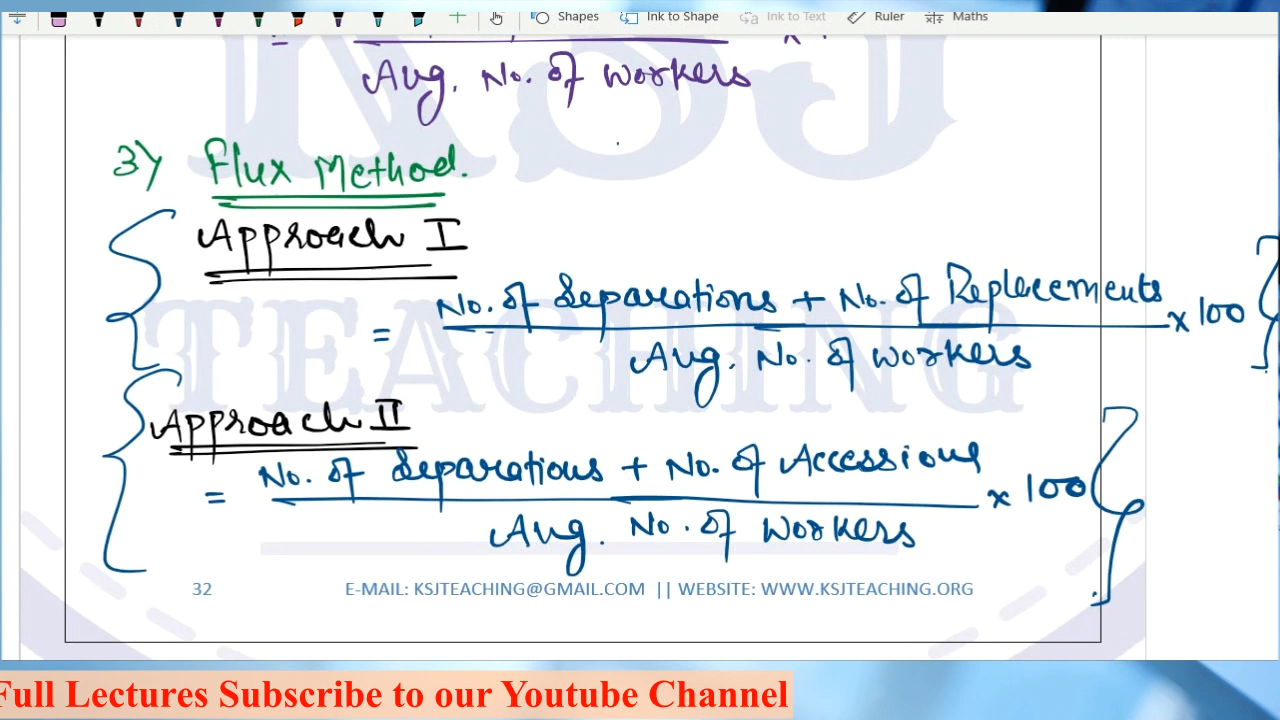 Shapes Ink to Shape Ink to Text Ruler Maths
Avg. No. of workers
3) Flux Method.
Approach I
= No. of Separations + No. of Replacements x 100
Avg. No. of workers
Approach II
= No. of Separations + No. of Accessions x 100
Avg. No. of workers
TEACHING
32 E-MAIL: KSJTEACHING@GMAIL.COM || WEBSITE: WWW.KSJTEACHING.ORG
Full Lectures Subscribe to our Youtube Channel